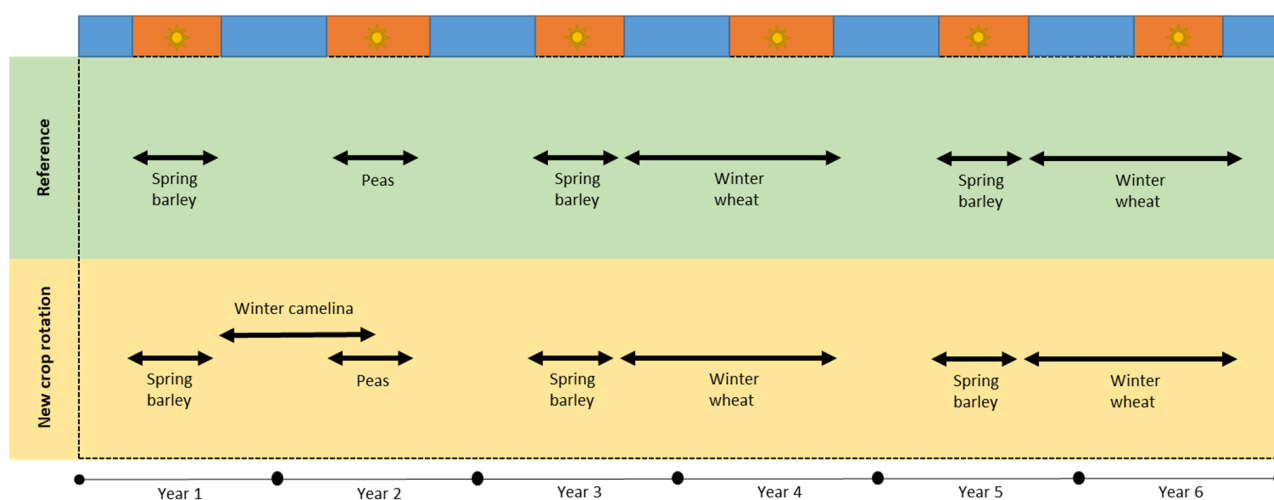 Reference
Spring
barley
Peas
Spring
barley
Winter
wheat
Spring
barley
Winter
wheat
New crop rotation
Winter camelina
Spring
barley
Peas
Spring
barley
Winter
wheat
Spring
barley
Winter
wheat
Year 1
Year 2
Year 3
Year 4
Year 5
Year 6